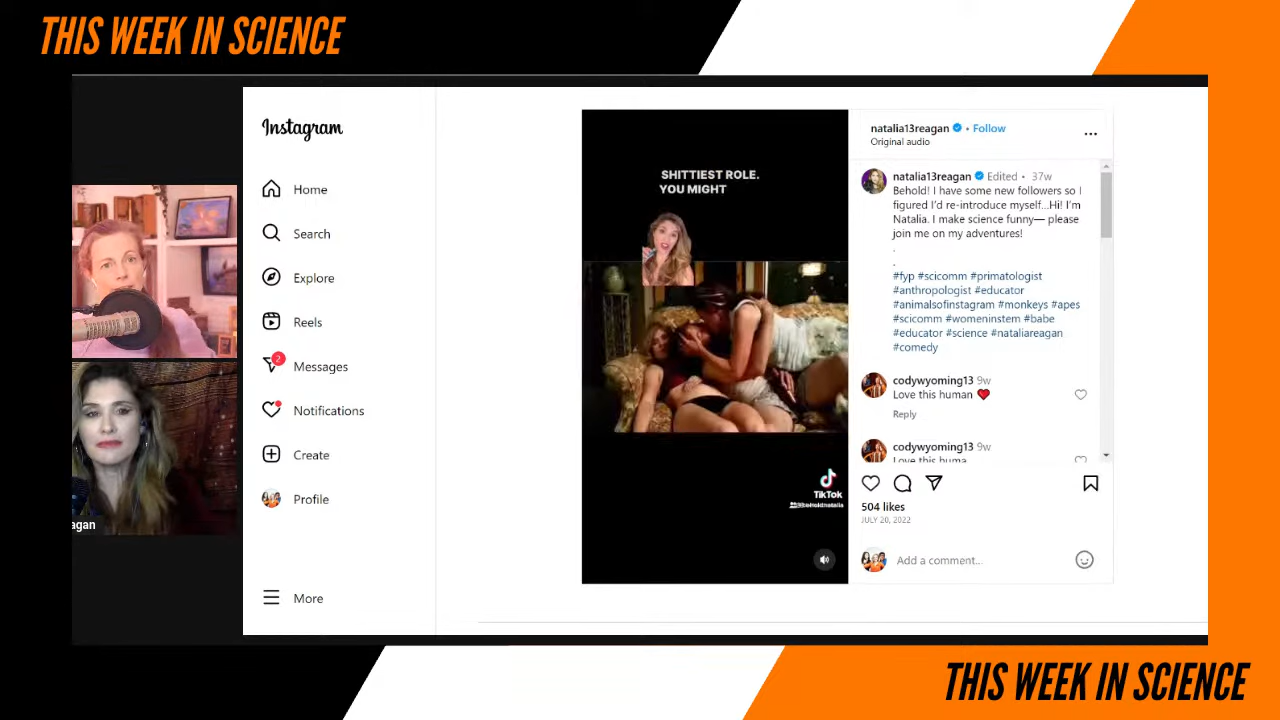 THIS WEEK IN SCIENCE
Instagram
Home
Search
Explore
Reels
2
Messages
Notifications
Create
Profile
More
agan
SHITTIEST ROLE.
YOU MIGHT
TikTok
natalia13reagan • Follow
Original audio
natalia13reagan Edited • 37w
Behold! I have some new followers so I
figured I'd re-introduce myself...Hi! I'm
Natalia. I make science funny— please
join me on my adventures!
.
.
#fyp #scicomm #primatologist
#anthropologist #educator
#animalsofinstagram #monkeys #apes
#scicomm #womeninstem #babe
#educator #science #nataliareagan
#comedy
codywyoming13 9w
Love this human ❤️
Reply
codywyoming13 9w
Love this huma
504 likes
JULY 20, 2022
Add a comment...
THIS WEEK IN SCIENCE